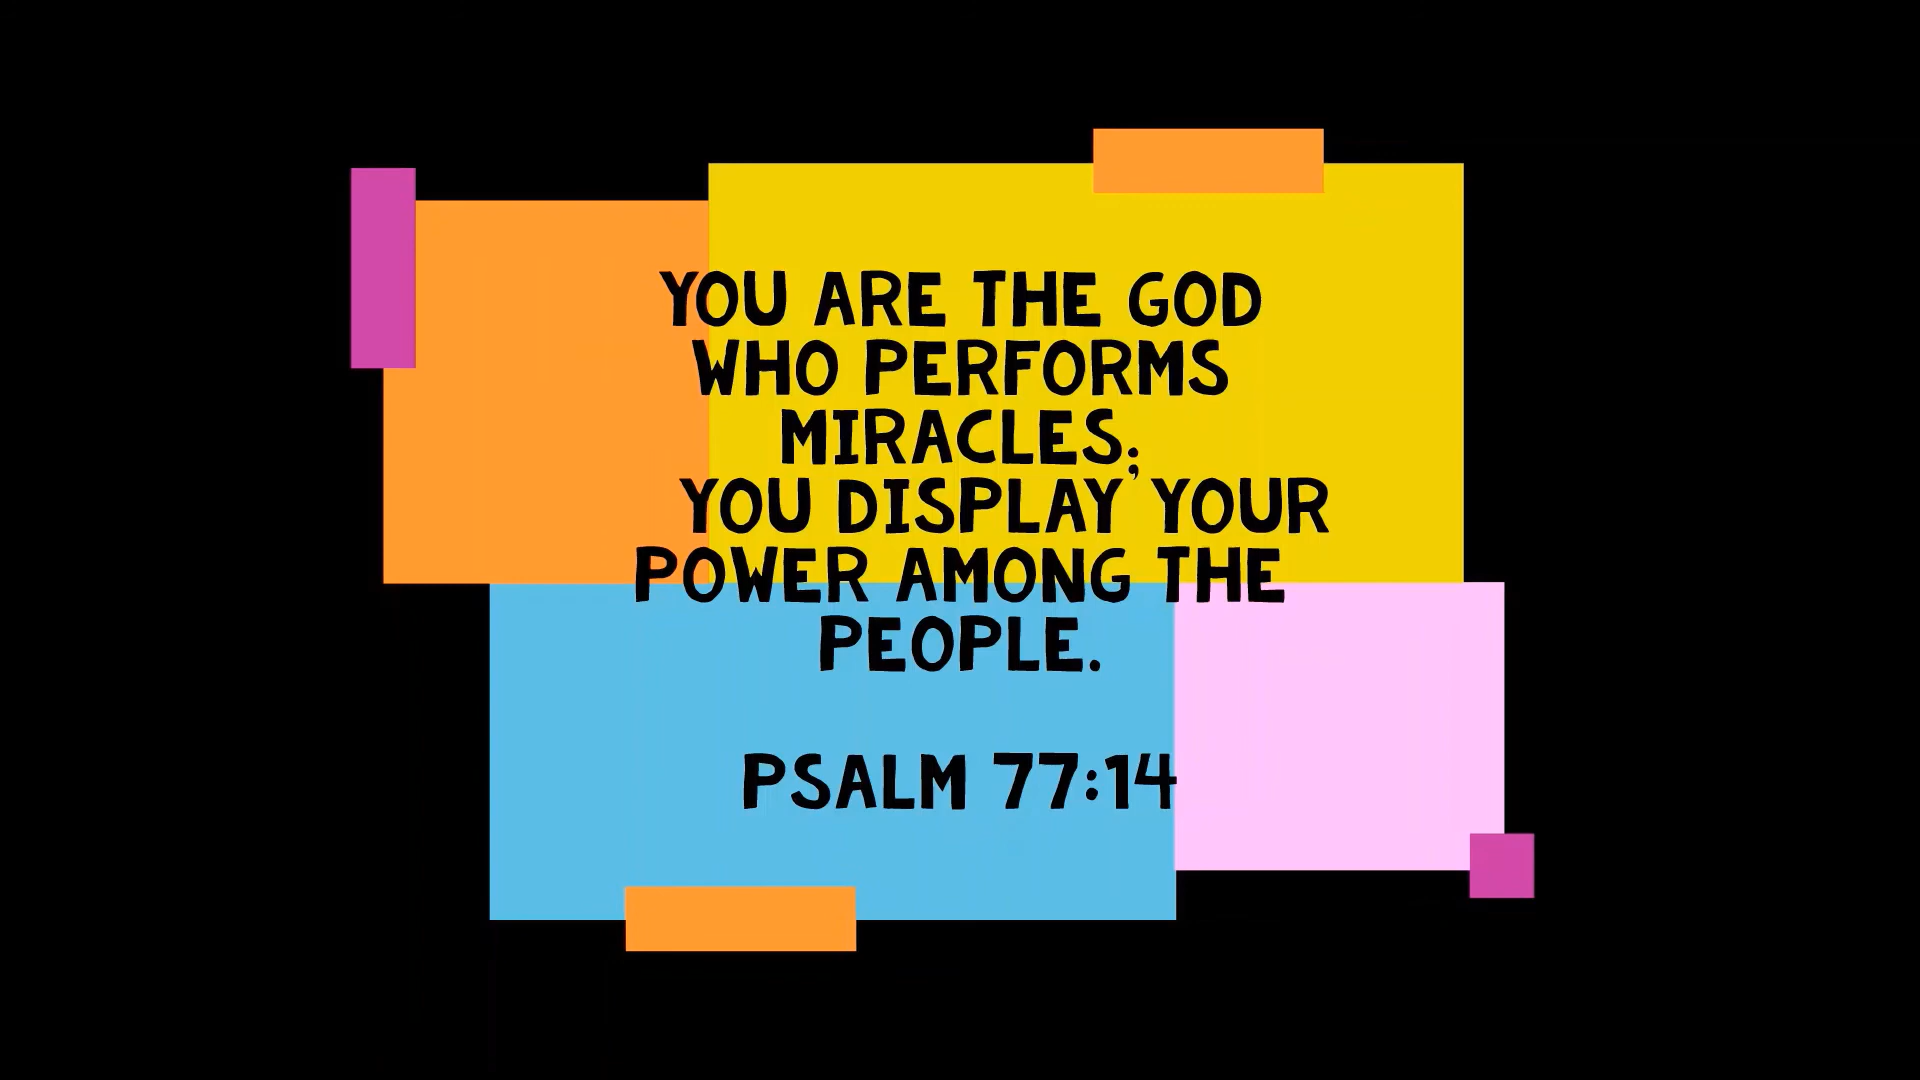 YOU ARE THE GOD
WHO PERFORMS
MIRACLES;
YOU DISPLAY YOUR
POWER AMONG THE
PEOPLE.
PSALM 77:14